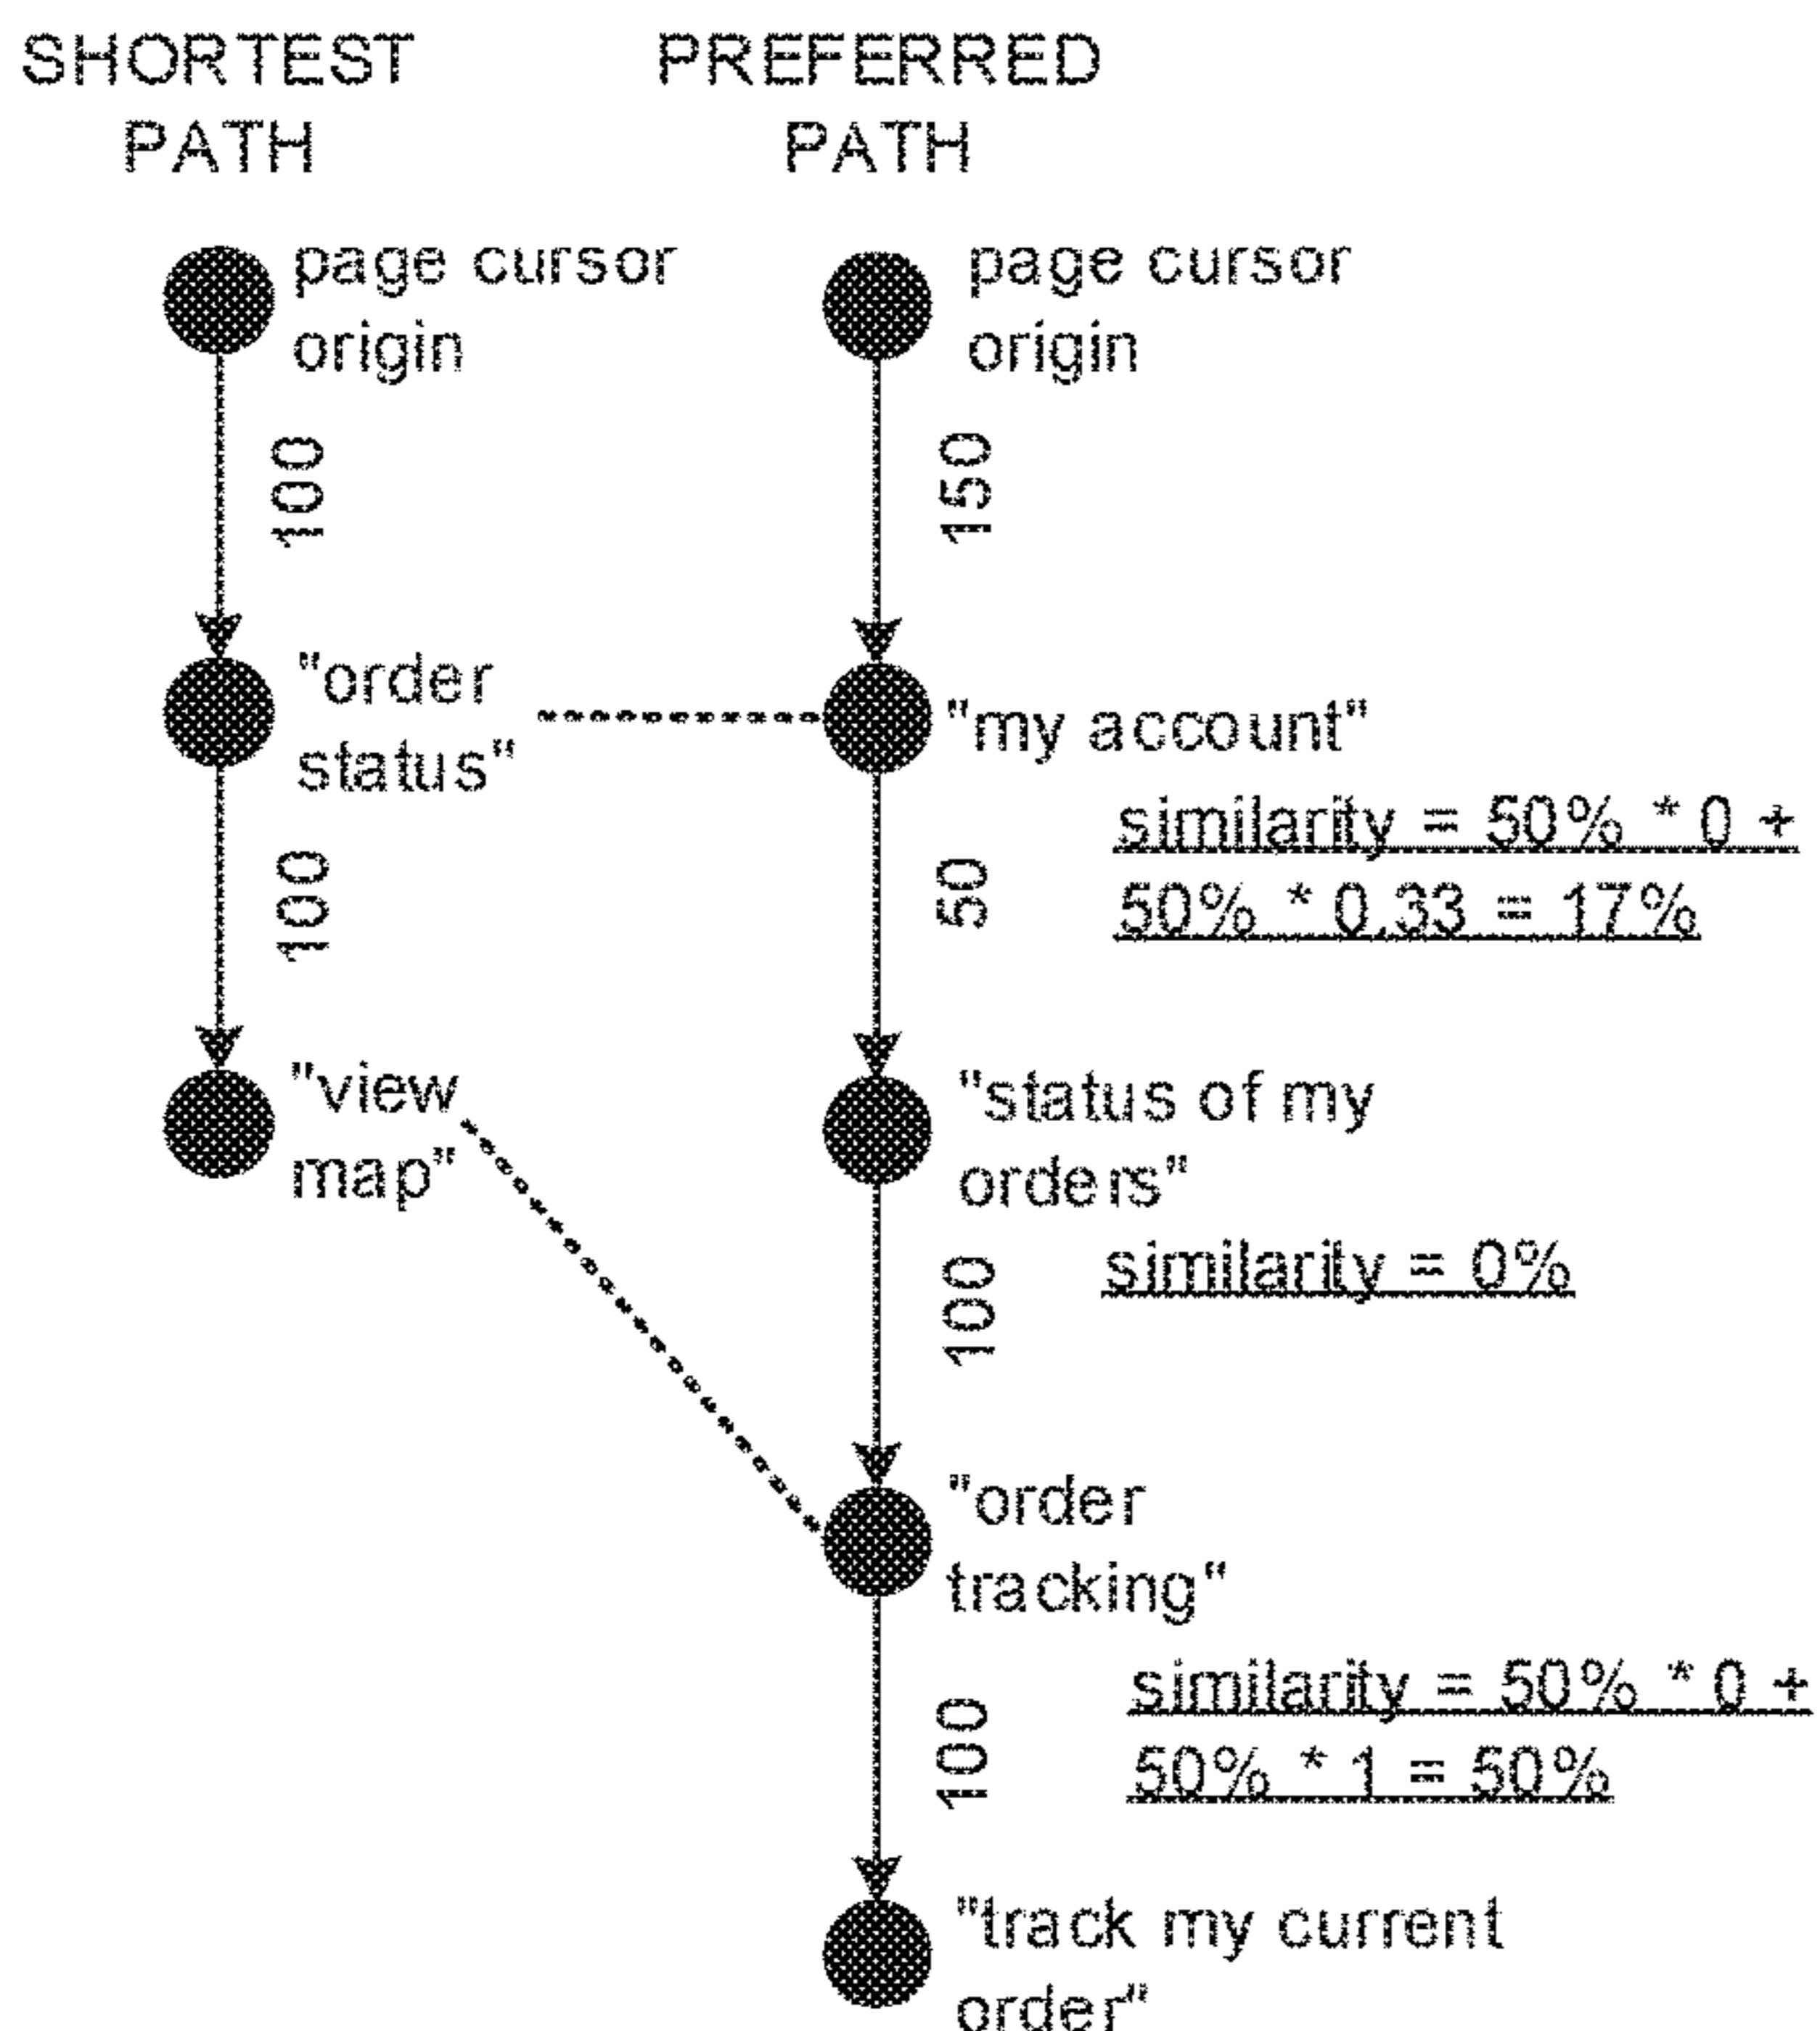 SHORTEST
PATH
PREFERRED
PATH
page cursor
origin
page cursor
origin
100
150
"order
status"
"my account"
similarity = 50% * 0 +
50% * 0.33 = 17%
100
50
"view
map"
"status of my
orders"
similarity = 0%
100
"order
tracking"
similarity = 50% * 0 +
50% * 1 = 50%
100
"track my current
order"